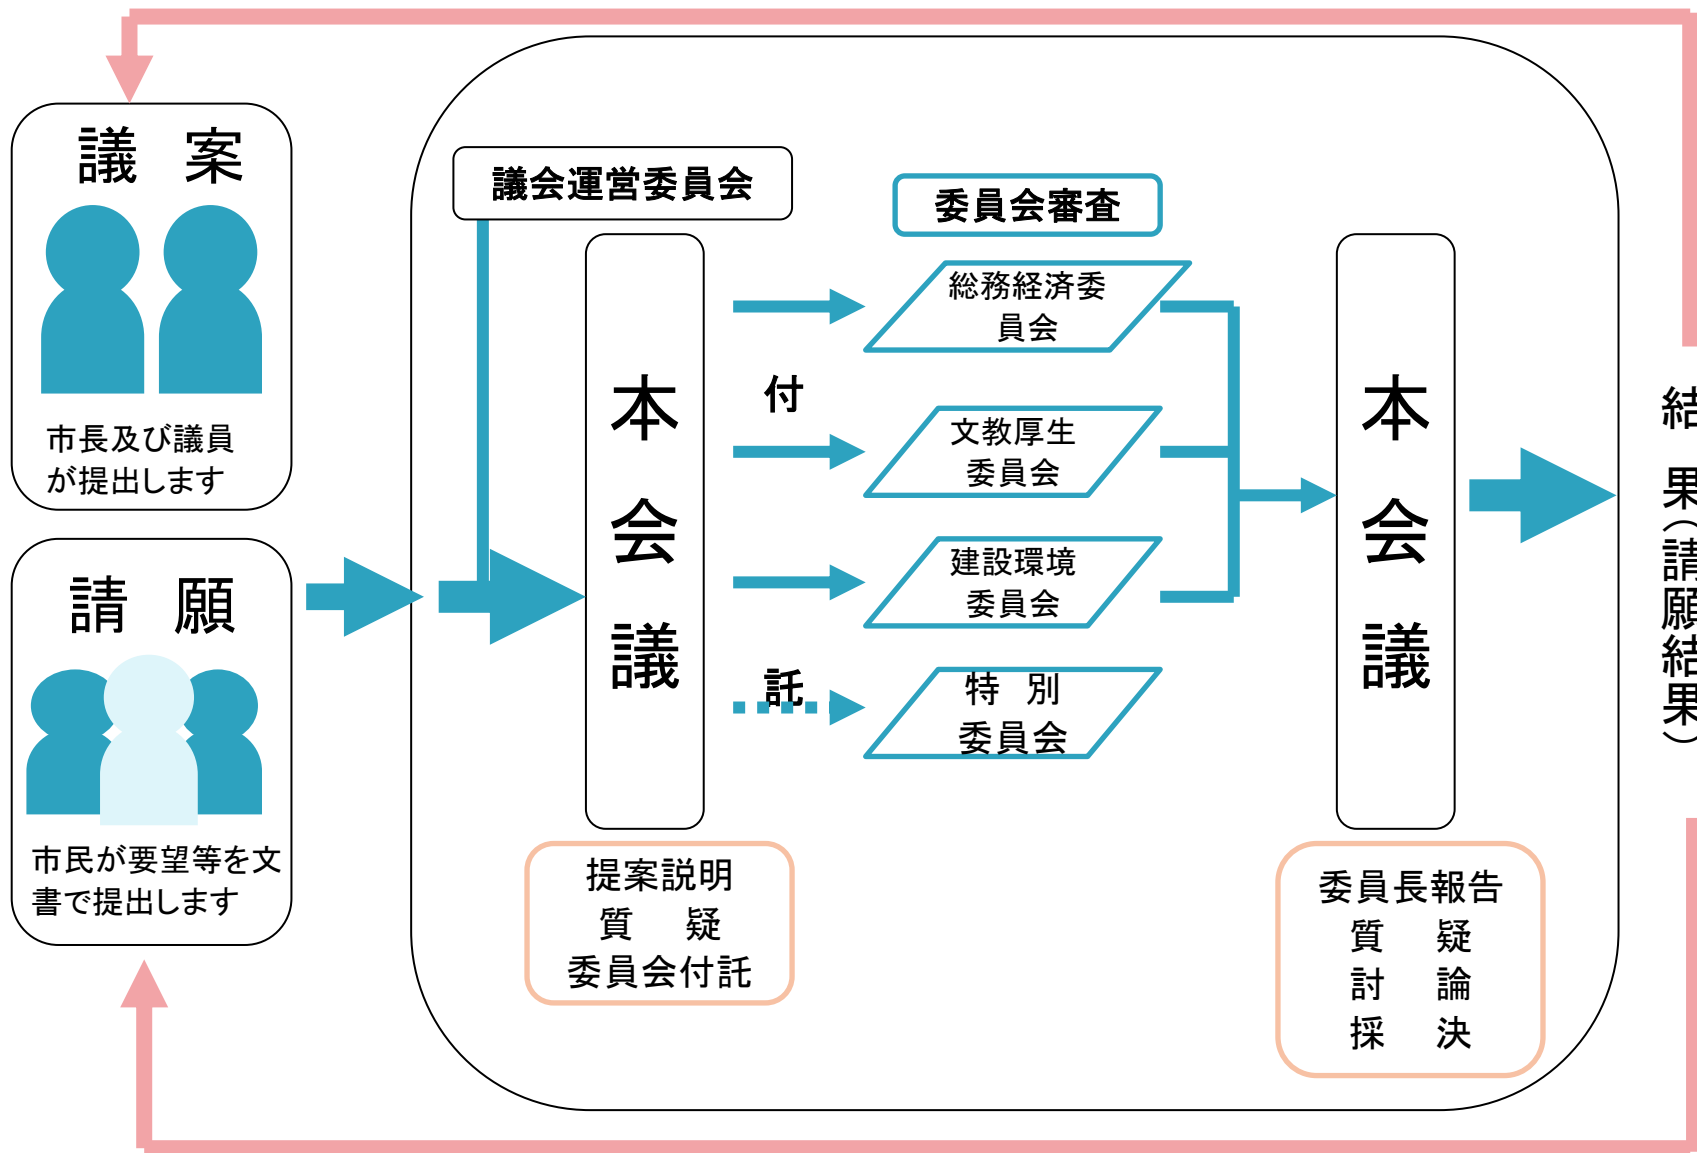 議　案
市長及び議員
が提出します
請　願
市民が要望等を文
書で提出します
議会運営委員会
本会議
提案説明
質　疑
委員会付託
付託
委員会審査
総務経済委
員会
文教厚生
委員会
建設環境
委員会
特　別
委員会
本会議
委員長報告
質　疑
討　論
採　決
結　果（請願結果）